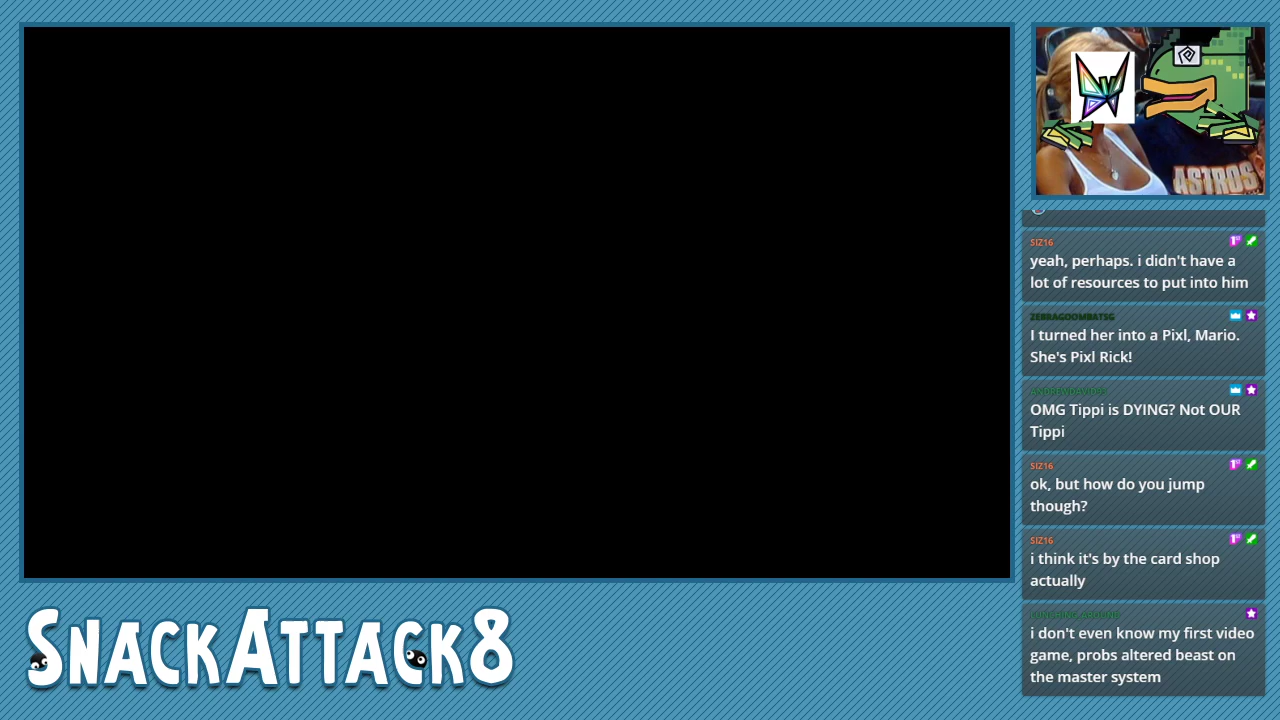 ASTROS
SIZ16
yeah, perhaps. i didn't have a
lot of resources to put into him
ZEBRAGOOMBATSG
I turned her into a Pixl, Mario.
She's Pixl Rick!
OMG Tippi is DYING? Not OUR
Tippi
SIZ16
ok, but how do you jump
though?
SIZ16
i think it's by the card shop
actually
i don't even know my first video
game, probs altered beast on
the master system
SNACKATTACK8